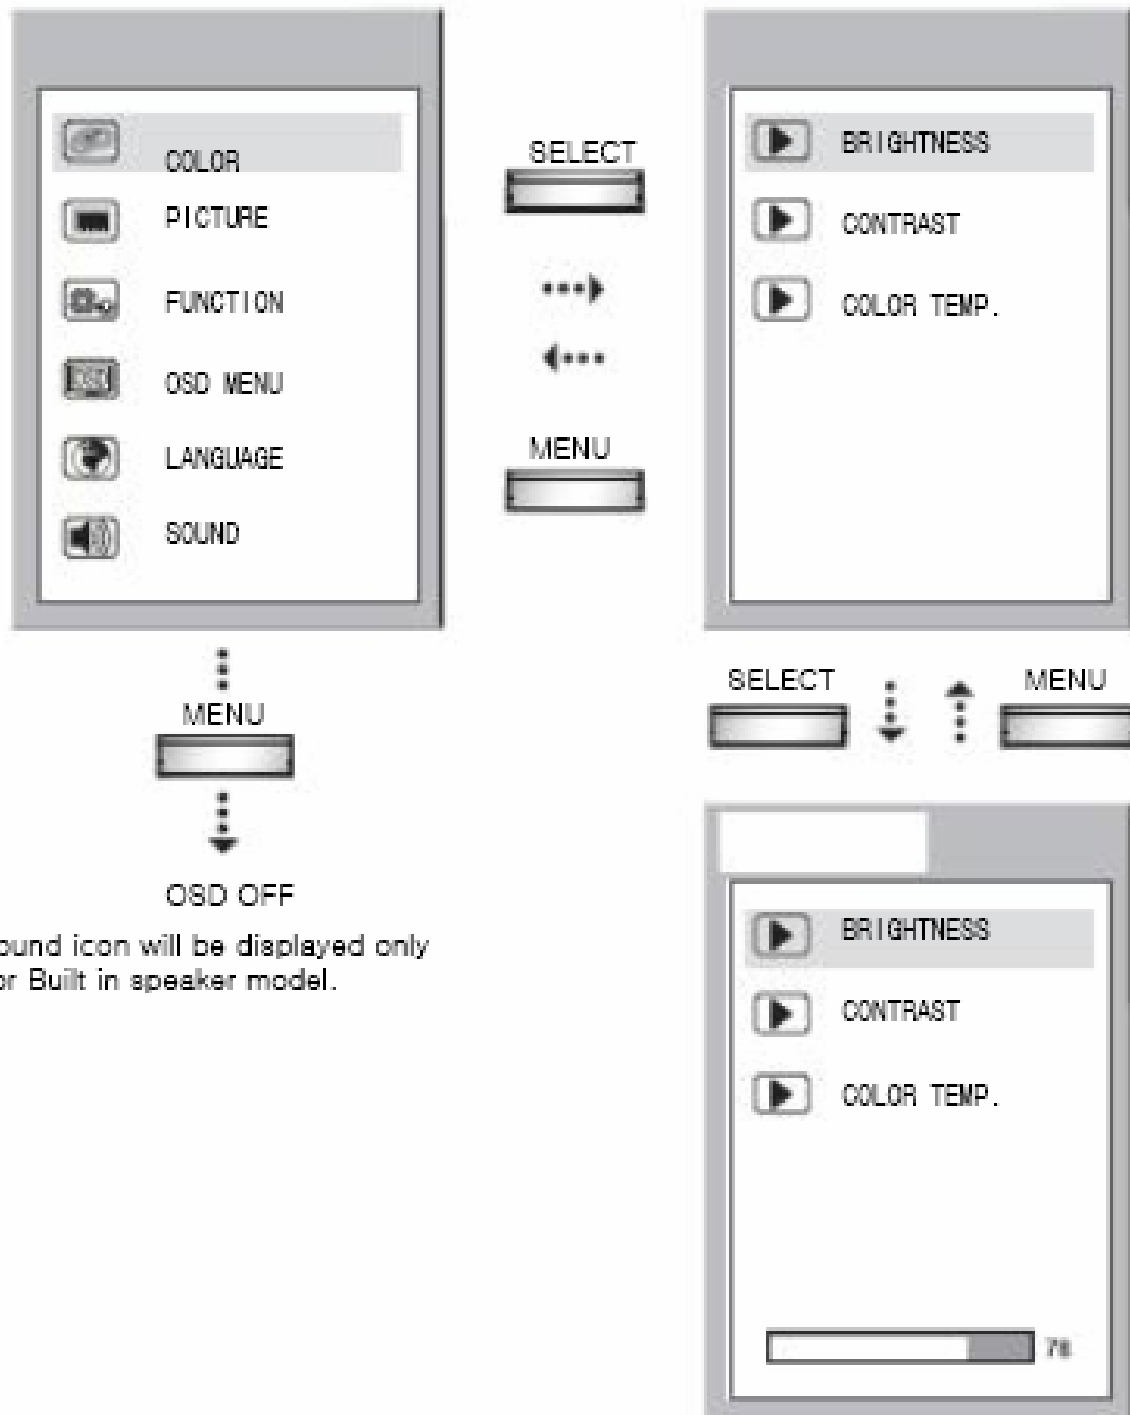 COLOR
PICTURE
FUNCTION
OSD MENU
LANGUAGE
SOUND
SELECT
MENU
BRIGHTNESS
CONTRAST
COLOR TEMP.
MENU
OSD OFF
ound icon will be displayed only
or Built in speaker model.
SELECT
MENU
BRIGHTNESS
CONTRAST
COLOR TEMP.